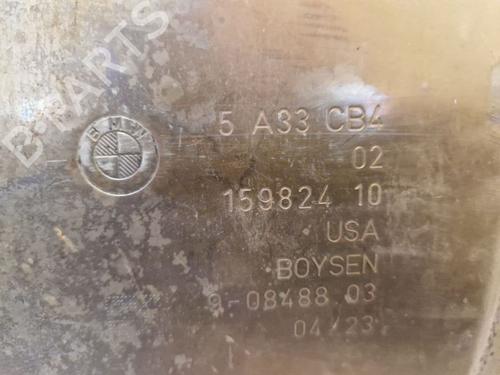 B-PARTS
BMW
5 A33 CB4
02
159824 10
USA
BOYSEN
9-08488 03
04/23